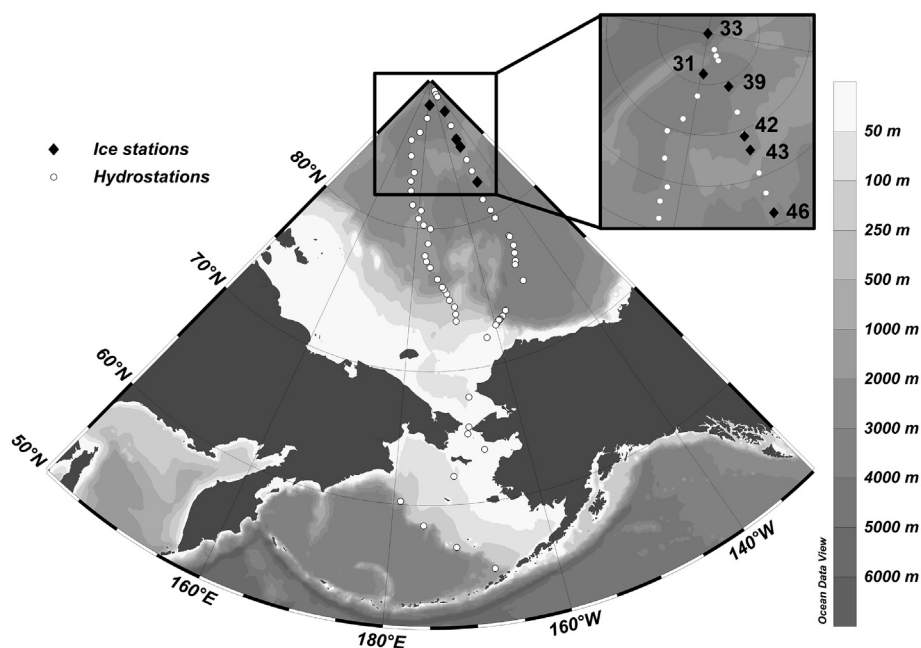 33
31
39
42
43
46
Ice stations
Hydrostations
80°N
70°N
60°N
50°N
160°E
180°E
160°W
140°W
50 m
100 m
250 m
500 m
1000 m
2000 m
3000 m
4000 m
5000 m
6000 m
Ocean Data View